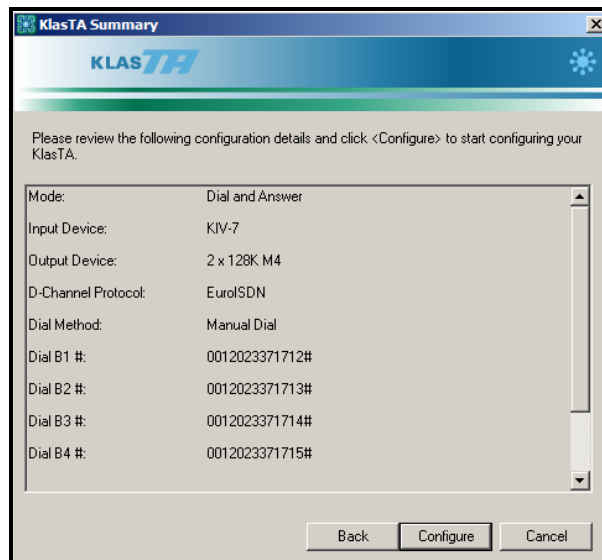 KlasTA Summary
KLAS TA
Please review the following configuration details and click <Configure> to start configuring your
KlasTA.
Mode: Dial and Answer
Input Device: KIV-7
Output Device: 2 x 128K M4
D-Channel Protocol: EuroISDN
Dial Method: Manual Dial
Dial B1 #: 0012023371712#
Dial B2 #: 0012023371713#
Dial B3 #: 0012023371714#
Dial B4 #: 0012023371715#
Back Configure Cancel